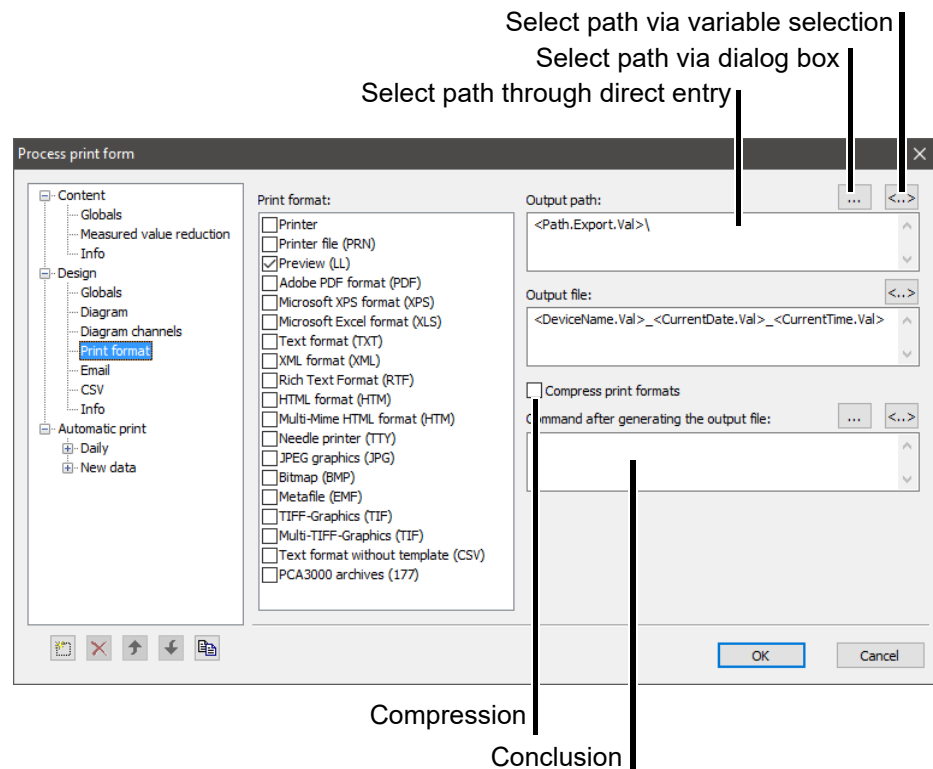 Select path via variable selection
Select path via dialog box
Select path through direct entry
Process print form
Content
Globals
Measured value reduction
Info
Design
Globals
Diagram
Diagram channels
Print format
Email
CSV
Info
Automatic print
Daily
New data
Print format:
Printer
Printer file (PRN)
Preview (LL)
Adobe PDF format (PDF)
Microsoft XPS format (XPS)
Microsoft Excel format (XLS)
Text format (TXT)
XML format (XML)
Rich Text Format (RTF)
HTML format (HTM)
Multi-Mime HTML format (HTM)
Needle printer (TTY)
JPEG graphics (JPG)
Bitmap (BMP)
Metafile (EMF)
TIFF-Graphics (TIF)
Multi-TIFF-Graphics (TIF)
Text format without template (CSV)
PCA3000 archives (177)
Output path:
...
<..>
<Path.Export.Val>\
Output file:
<..>
<DeviceName.Val>_<CurrentDate.Val>_<CurrentTime.Val>
Compress print formats
Command after generating the output file:
...
<..>
OK
Cancel
Compression
Conclusion